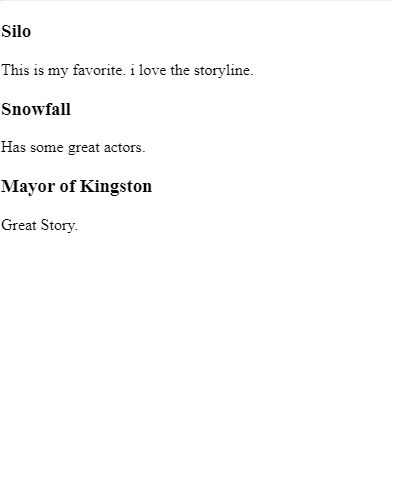 Silo
This is my favorite. i love the storyline.
Snowfall
Has some great actors.
Mayor of Kingston
Great Story.